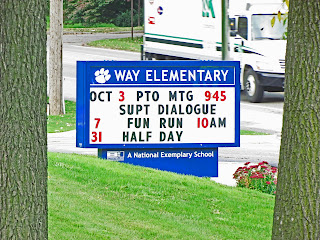 WAY ELEMENTARY
OCT 3 PTO MTG 945
SUPT DIALOGUE
7 FUN RUN 10AM
31 HALF DAY
A National Exemplary School